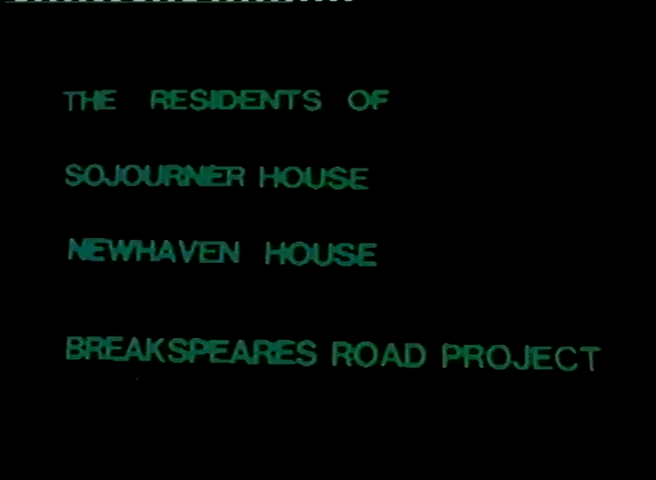 THE RESIDENTS OF
SOJOURNER HOUSE
NEWHAVEN HOUSE
BREAKSPEARES ROAD PROJECT